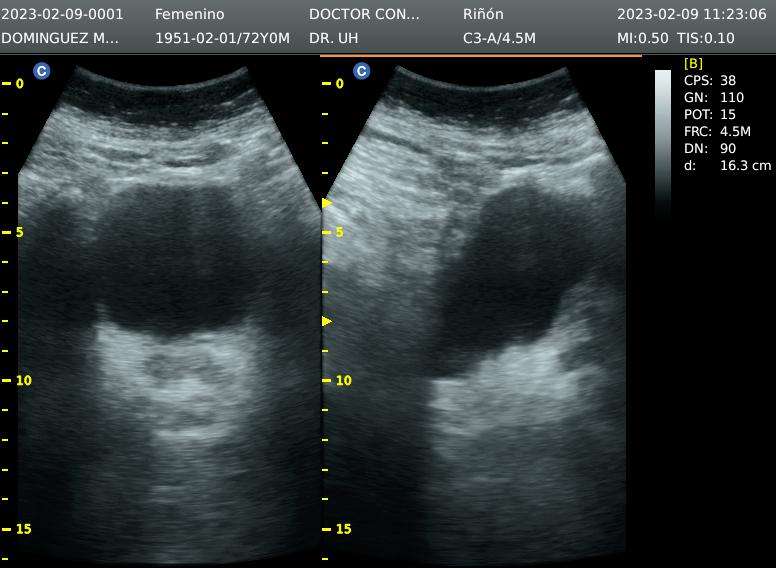 2023-02-09-0001 Femenino DOCTOR CON... Riñón 2023-02-09 11:23:06
DOMINGUEZ M... 1951-02-01/72Y0M DR. UH C3-A/4.5M MI:0.50 TIS:0.10
C
C
[B]
CPS: 38
GN: 110
POT: 15
FRC: 4.5M
DN: 90
d: 16.3 cm
0
5
10
15
0
5
10
15